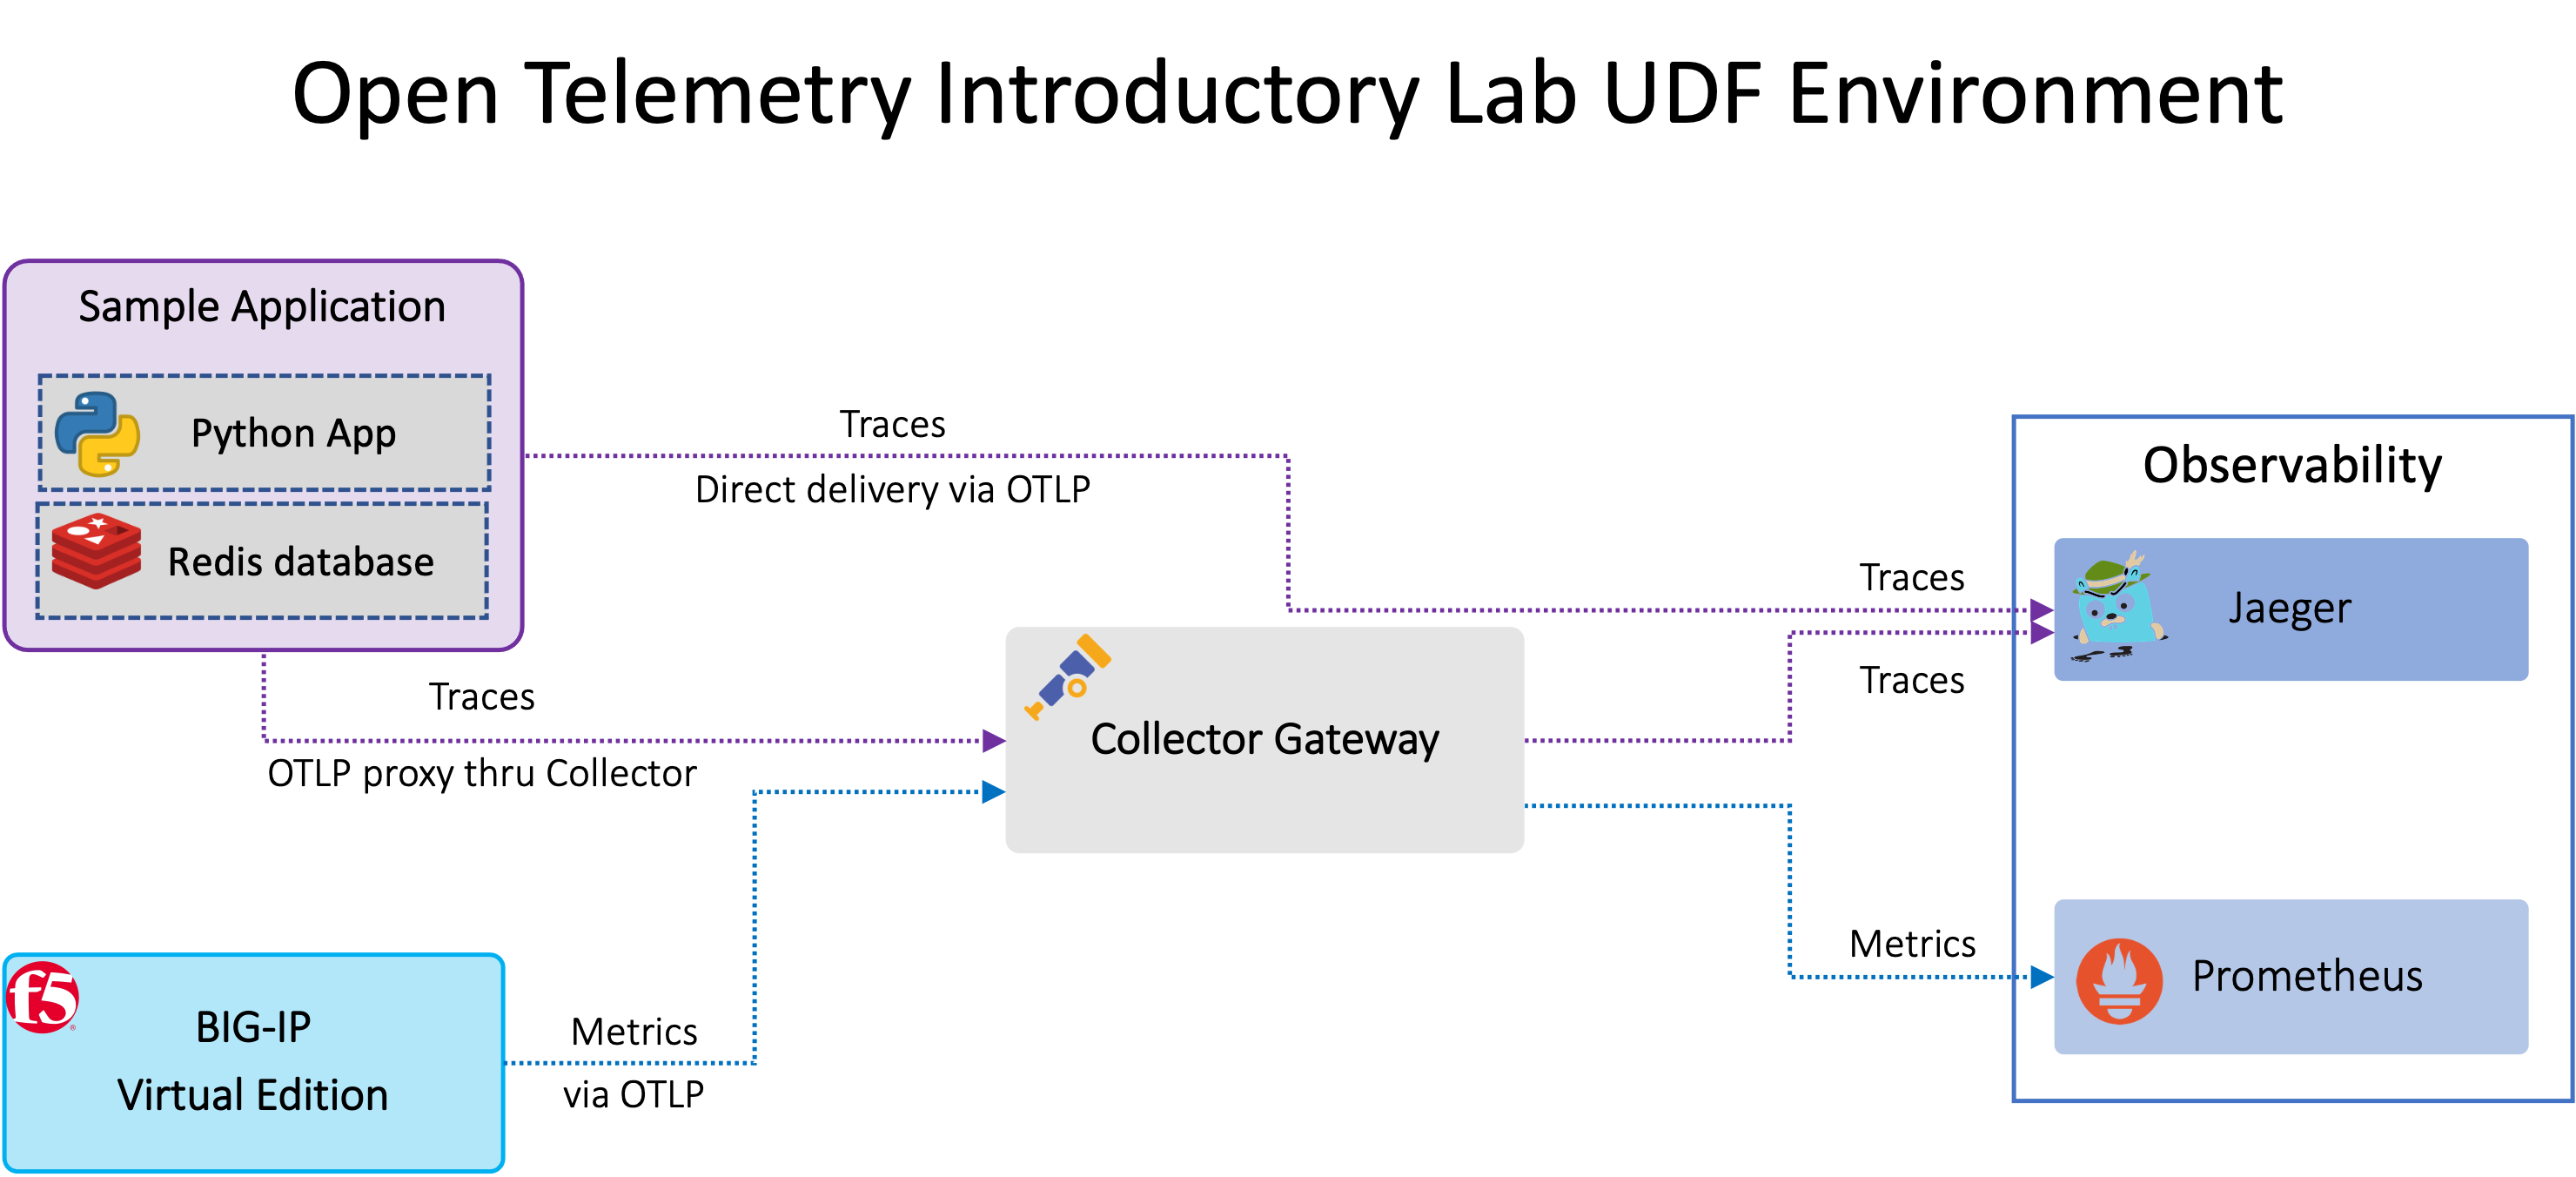 Open Telemetry Introductory Lab UDF Environment
Sample Application
Python App
Redis database
Traces
Direct delivery via OTLP
Traces
OTLP proxy thru Collector
Collector Gateway
f5
BIG-IP
Virtual Edition
Metrics
via OTLP
Observability
Traces
Jaeger
Traces
Metrics
Prometheus